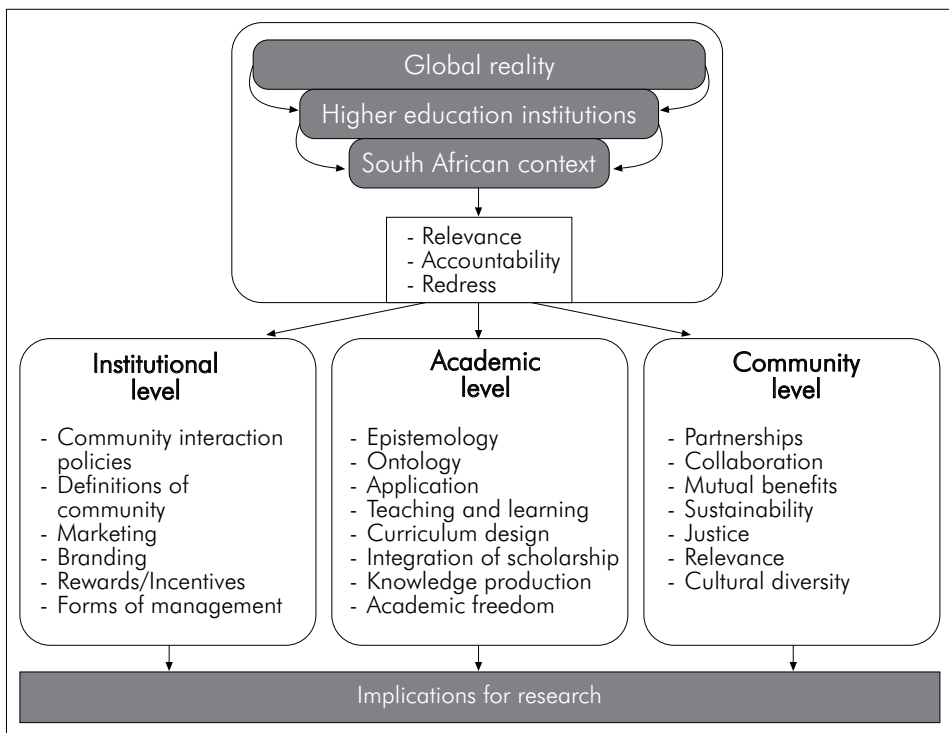 Global reality
Higher education institutions
South African context
- Relevance
- Accountability
- Redress
Institutional
level
- Community interaction
policies
- Definitions of
community
- Marketing
- Branding
- Rewards/Incentives
- Forms of management
Academic
level
- Epistemology
- Ontology
- Application
- Teaching and learning
- Curriculum design
- Integration of scholarship
- Knowledge production
- Academic freedom
Community
level
- Partnerships
- Collaboration
- Mutual benefits
- Sustainability
- Justice
- Relevance
- Cultural diversity
Implications for research